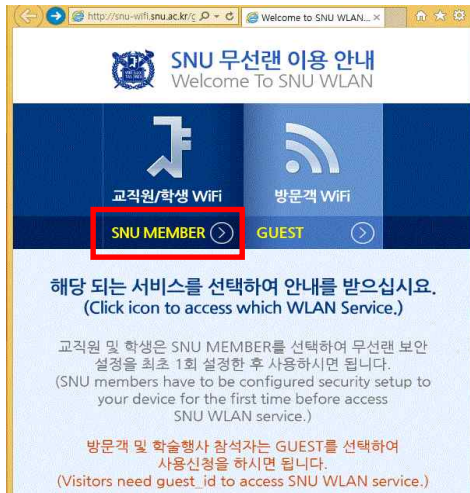 http://snu-wifi.snu.ac.kr/c
Welcome to SNU WLAN...
SNU 무선랜 이용 안내
Welcome To SNU WLAN
교직원/학생 WiFi
방문객 WiFi
SNU MEMBER
GUEST
해당 되는 서비스를 선택하여 안내를 받으십시요.
(Click icon to access which WLAN Service.)
교직원 및 학생은 SNU MEMBER를 선택하여 무선랜 보안
설정을 최초 1회 설정한 후 사용하시면 됩니다.
(SNU members have to be configured security setup to
your device for the first time before access
SNU WLAN service.)
방문객 및 학술행사 참석자는 GUEST를 선택하여
사용신청을 하시면 됩니다.
(Visitors need guest_id to access SNU WLAN service.)